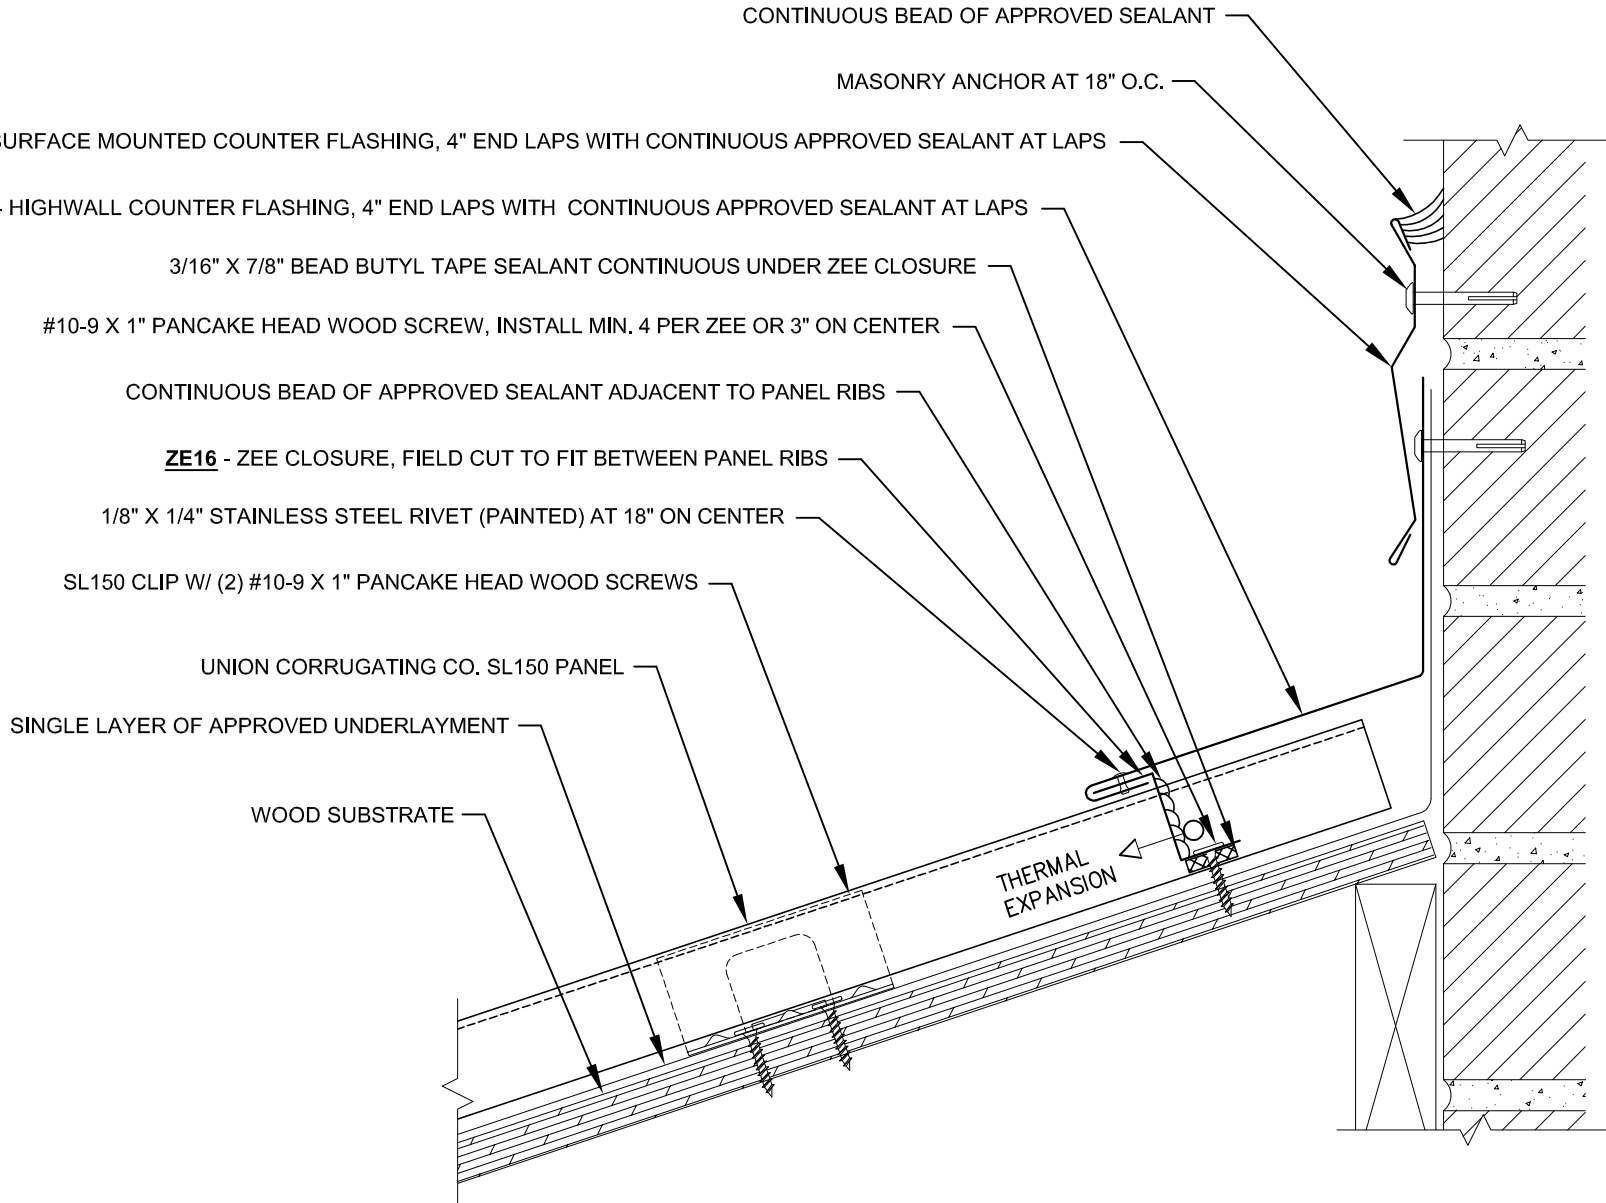 CONTINUOUS BEAD OF APPROVED SEALANT
MASONRY ANCHOR AT 18" O.C.
SURFACE MOUNTED COUNTER FLASHING, 4" END LAPS WITH CONTINUOUS APPROVED SEALANT AT LAPS
- HIGHWALL COUNTER FLASHING, 4" END LAPS WITH CONTINUOUS APPROVED SEALANT AT LAPS
3/16" X 7/8" BEAD BUTYL TAPE SEALANT CONTINUOUS UNDER ZEE CLOSURE
#10-9 X 1" PANCAKE HEAD WOOD SCREW, INSTALL MIN. 4 PER ZEE OR 3" ON CENTER
CONTINUOUS BEAD OF APPROVED SEALANT ADJACENT TO PANEL RIBS
ZE16 - ZEE CLOSURE, FIELD CUT TO FIT BETWEEN PANEL RIBS
1/8" X 1/4" STAINLESS STEEL RIVET (PAINTED) AT 18" ON CENTER
SL150 CLIP W/ (2) #10-9 X 1" PANCAKE HEAD WOOD SCREWS
UNION CORRUGATING CO. SL150 PANEL
SINGLE LAYER OF APPROVED UNDERLAYMENT
WOOD SUBSTRATE
THERMAL
EXPANSION